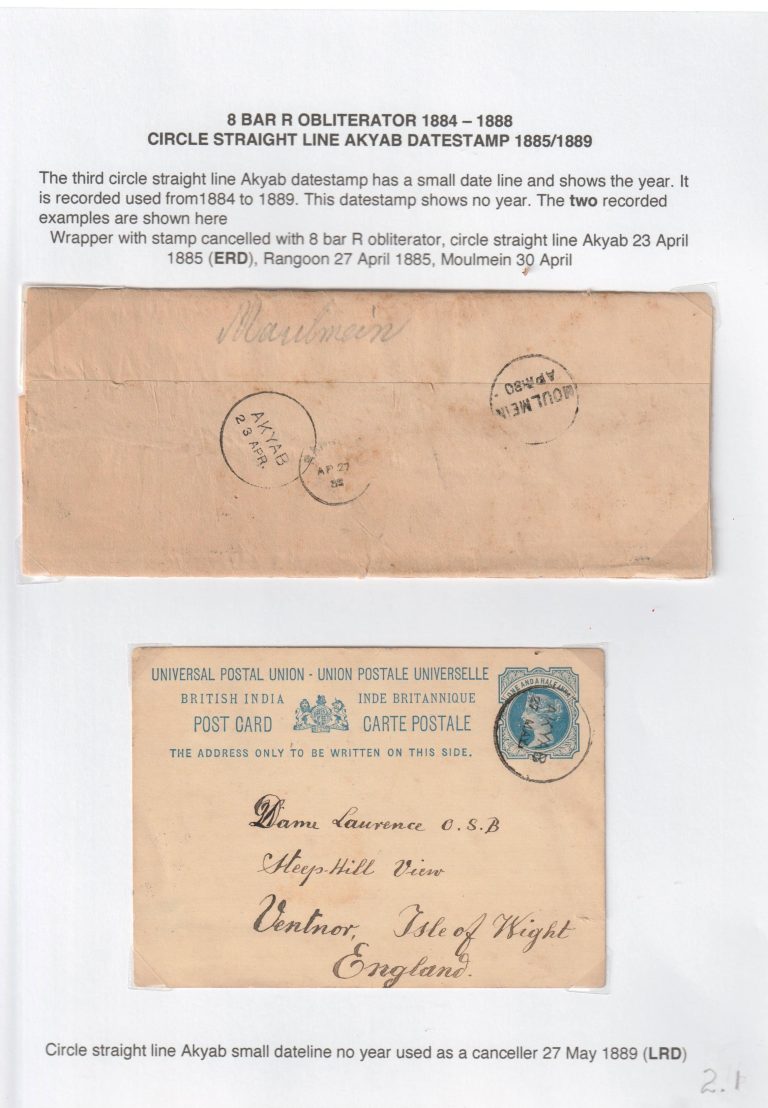 8 BAR R OBLITERATOR 1884 – 1888
CIRCLE STRAIGHT LINE AKYAB DATESTAMP 1885/1889
The third circle straight line Akyab datestamp has a small date line and shows the year. It
is recorded used from1884 to 1889. This datestamp shows no year. The two recorded
examples are shown here
Wrapper with stamp cancelled with 8 bar R obliterator, circle straight line Akyab 23 April
1885 (ERD), Rangoon 27 April 1885, Moulmein 30 April
Maulmein
MOULMEIN
AP 30
AKYAB
23 APR.
AP 27
UNIVERSAL POSTAL UNION - UNION POSTALE UNIVERSELLE
BRITISH INDIA INDE BRITANNIQUE
POST CARD CARTE POSTALE
THE ADDRESS ONLY TO BE WRITTEN ON THIS SIDE.
ONE AND A HALF ANNA
AKYAB
MAY
Dame Laurence O.S.B
Steep-Hill View
Ventnor, Isle of Wight
England.
Circle straight line Akyab small dateline no year used as a canceller 27 May 1889 (LRD)
2.1